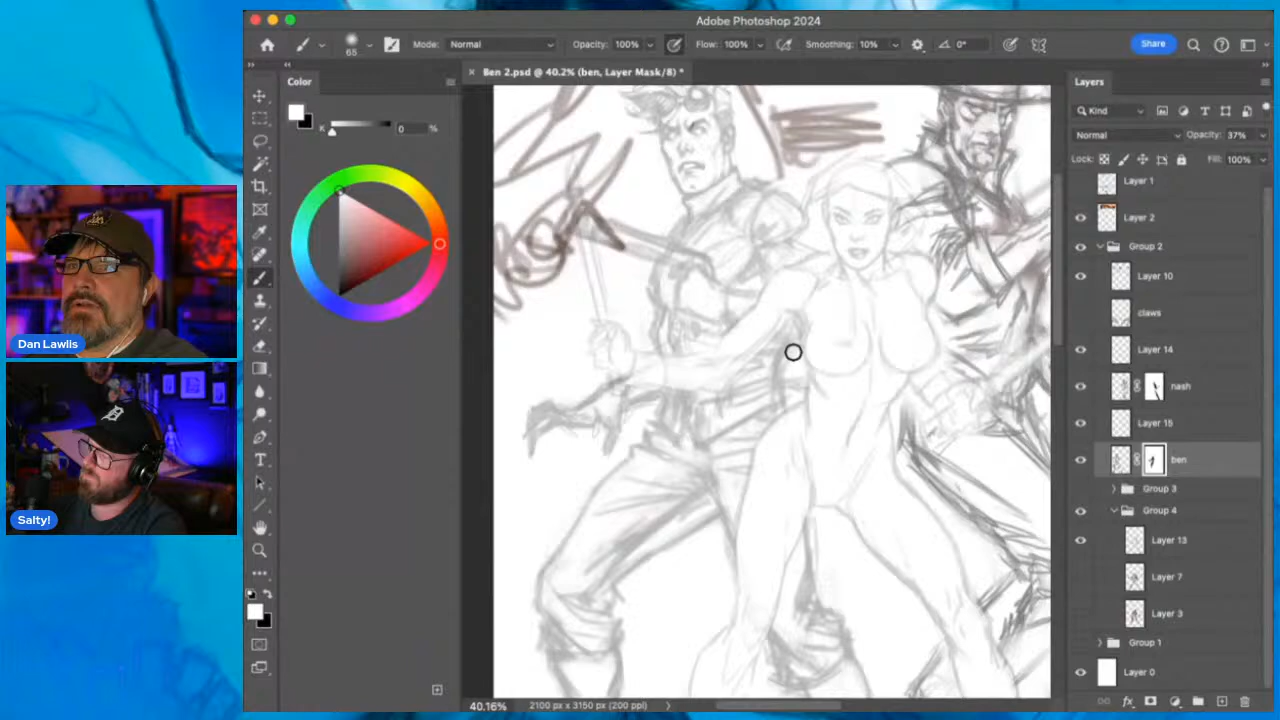 Adobe Photoshop 2024
65
Mode: Normal
Opacity: 100%
Flow: 100%
Smoothing: 10%
0°
Share
Ben 2.psd @ 40.2% (ben, Layer Mask/8) *
Color
K
0
%
Layers
Kind
Normal
Opacity: 37%
Lock:
Fill: 100%
Layer 1
Layer 2
Group 2
Layer 10
claws
Layer 14
nash
Layer 15
ben
Group 3
Group 4
Layer 13
Layer 7
Layer 3
Group 1
Layer 0
40.16%
2100 px x 3150 px (200 ppi)
Dan Lawlis
Salty!